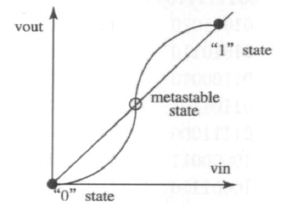 vout
"1" state
metastable
state
vin
"0" state